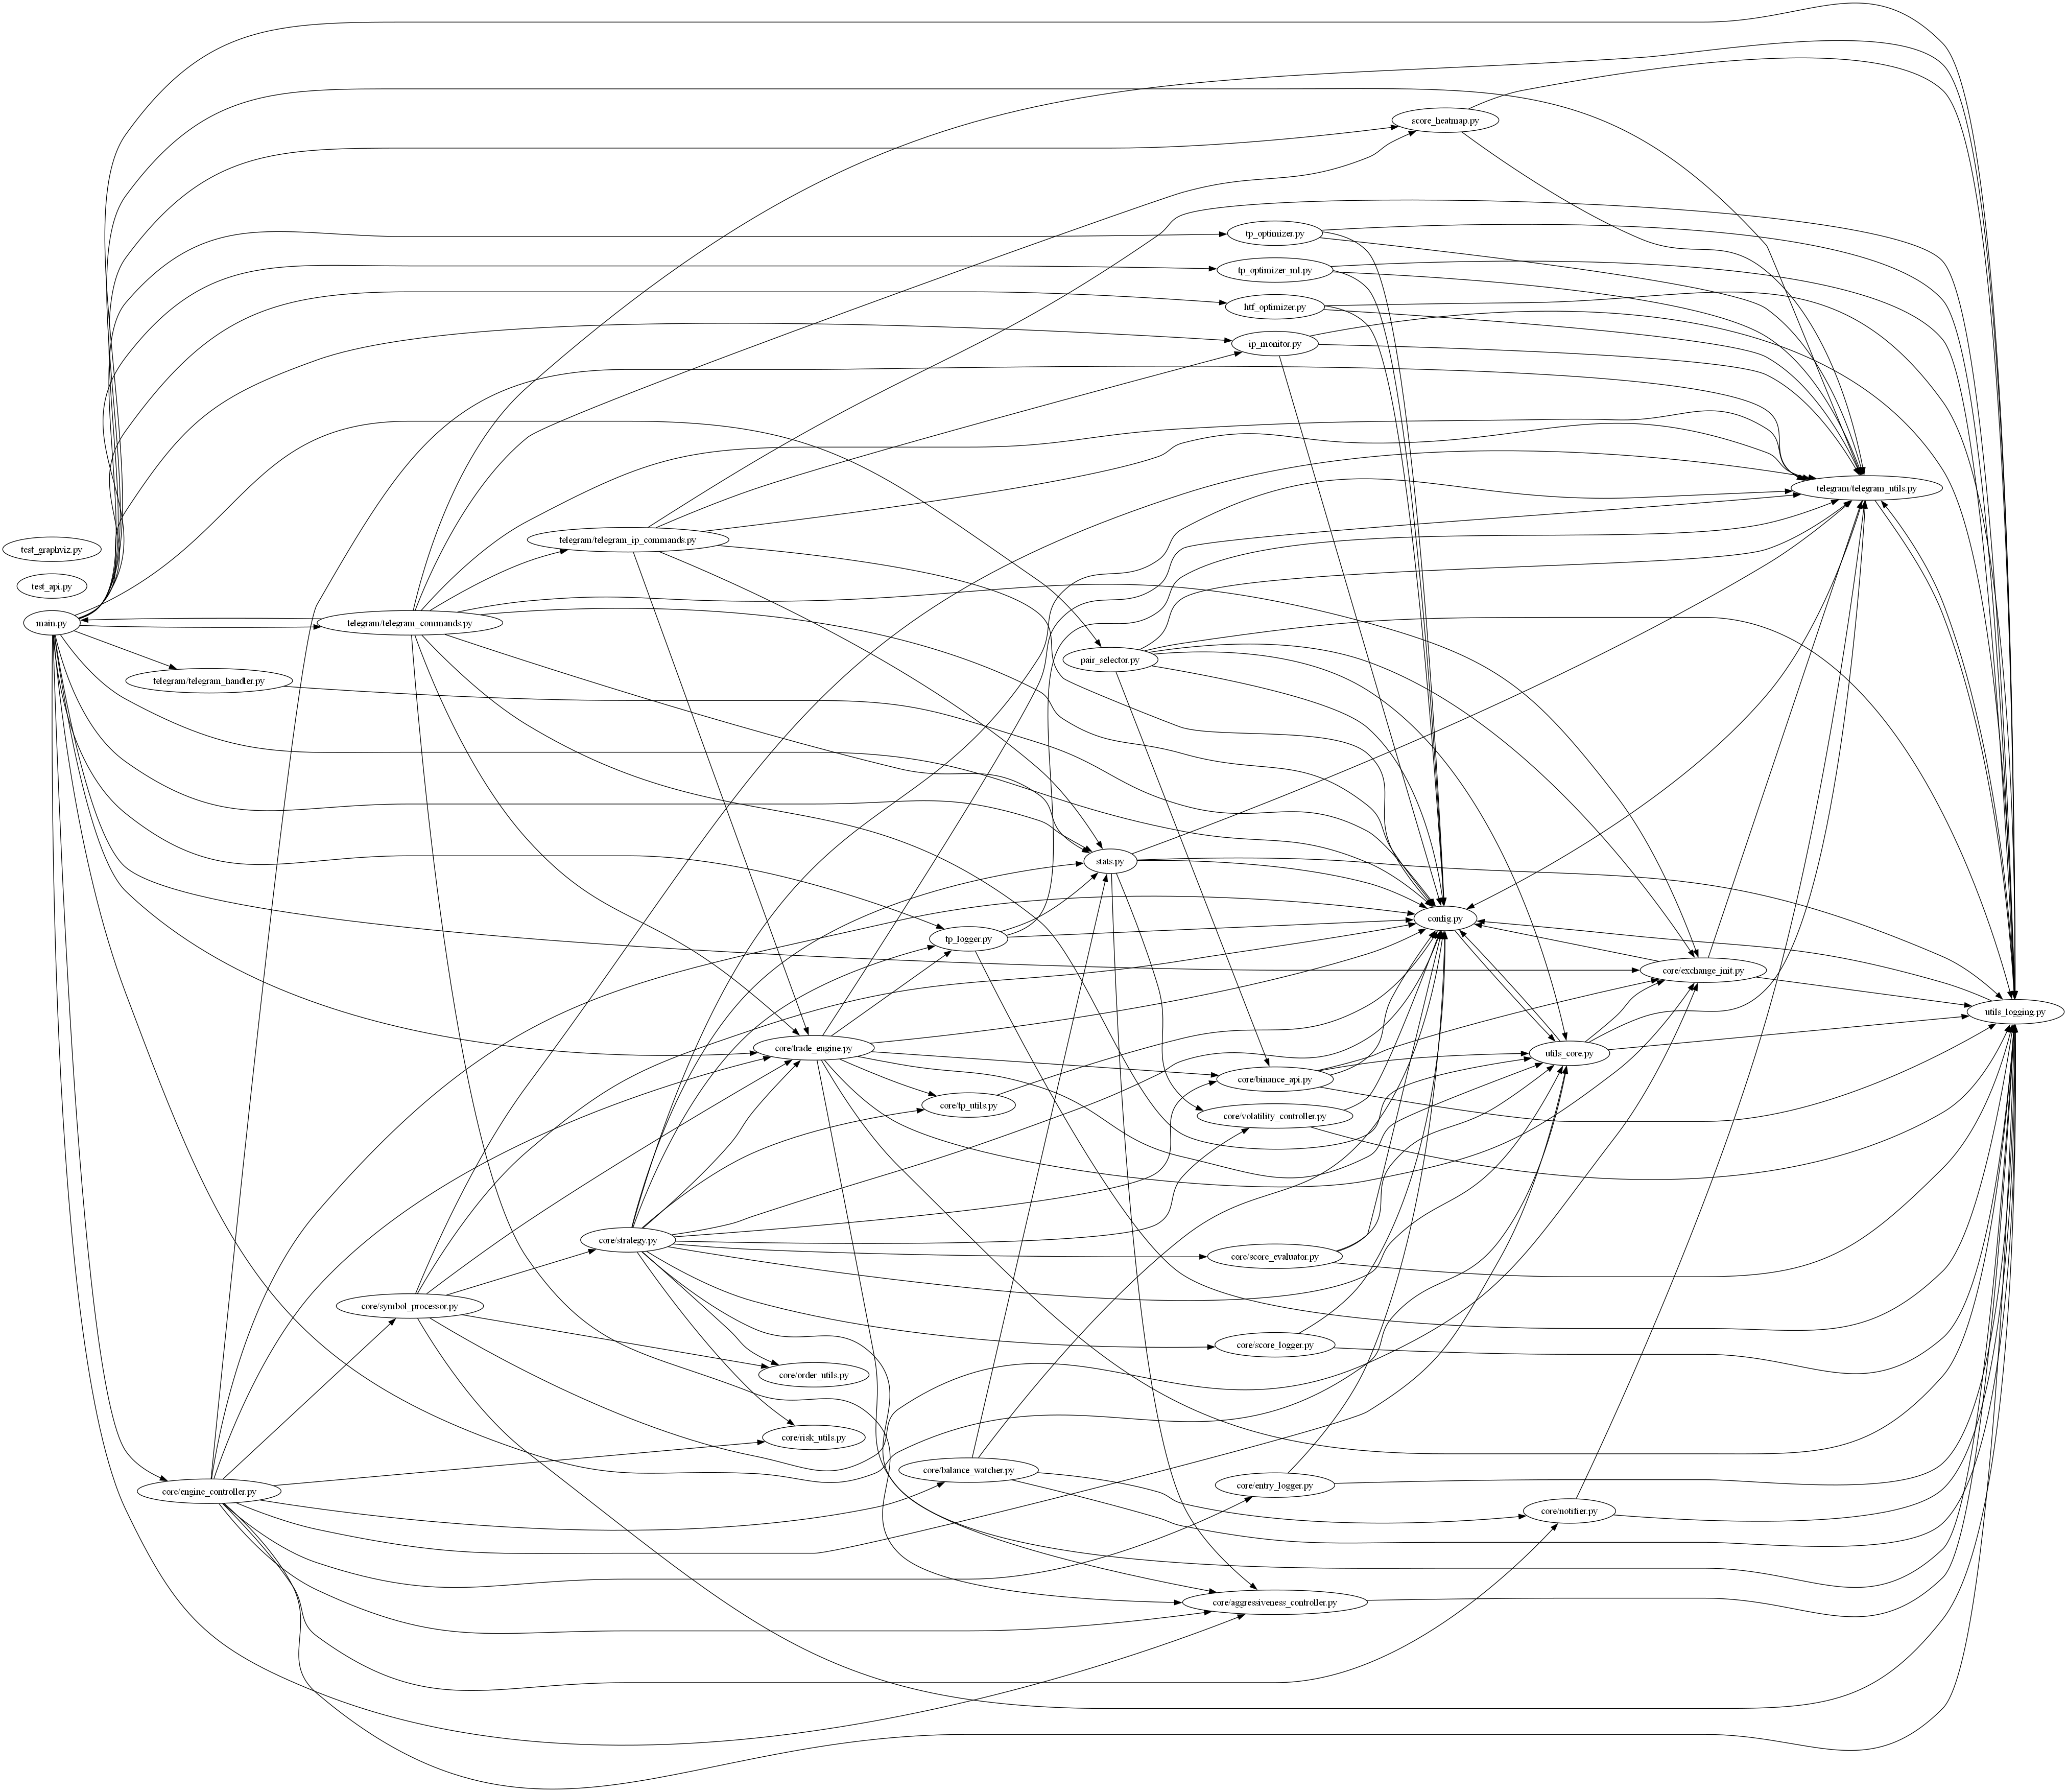 score_heatmap.py
tp_optimizer.py
tp_optimizer_ml.py
htf_optimizer.py
ip_monitor.py
telegram/telegram_utils.py
telegram/telegram_ip_commands.py
test_graphviz.py
test_api.py
main.py
telegram/telegram_commands.py
pair_selector.py
telegram/telegram_handler.py
stats.py
config.py
tp_logger.py
core/exchange_init.py
utils_logging.py
core/trade_engine.py
utils_core.py
core/binance_api.py
core/tp_utils.py
core/volatility_controller.py
core/strategy.py
core/score_evaluator.py
core/symbol_processor.py
core/score_logger.py
core/order_utils.py
core/risk_utils.py
core/balance_watcher.py
core/entry_logger.py
core/engine_controller.py
core/notifier.py
core/aggressiveness_controller.py